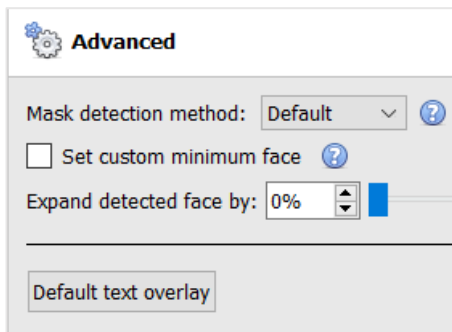 Advanced
Mask detection method: Default
Set custom minimum face
Expand detected face by: 0%
Default text overlay